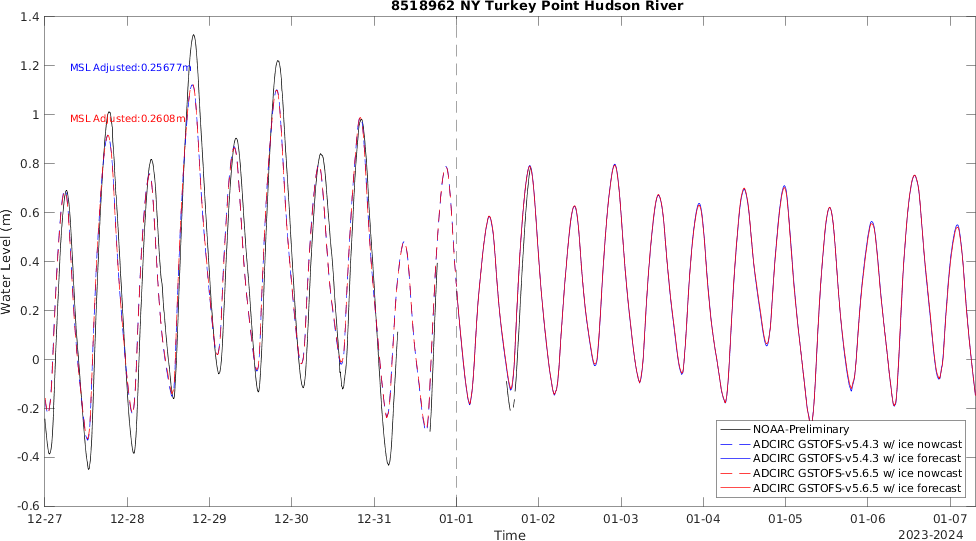 8518962 NY Turkey Point Hudson River
Water Level (m)
1.4
1.2
1
0.8
0.6
0.4
0.2
0
-0.2
-0.4
-0.6
MSL Adjusted:0.25677m
MSL Adjusted:0.2608m
NOAA-Preliminary
ADCIRC GSTOFS-v5.4.3 w/ ice nowcast
ADCIRC GSTOFS-v5.4.3 w/ ice forecast
ADCIRC GSTOFS-v5.6.5 w/ ice nowcast
ADCIRC GSTOFS-v5.6.5 w/ ice forecast
12-27 12-28 12-29 12-30 12-31 01-01 01-02 01-03 01-04 01-05 01-06 01-07
Time
2023-2024